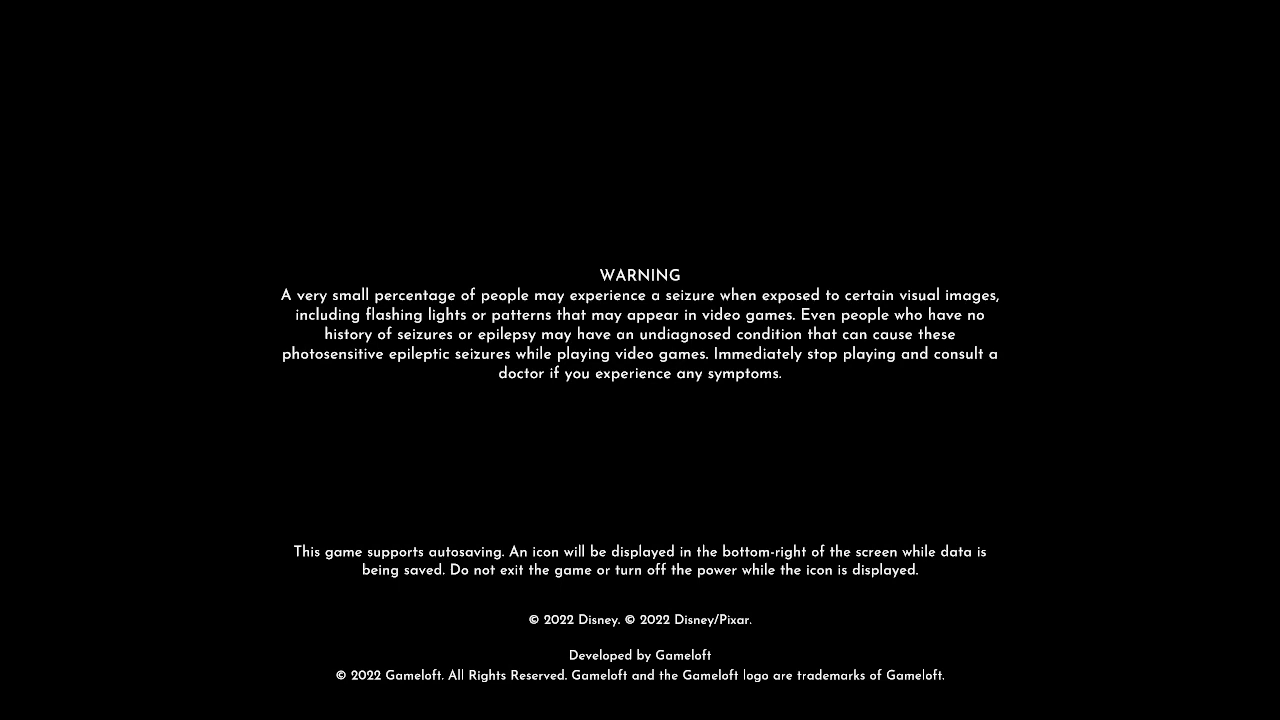 WARNING
A very small percentage of people may experience a seizure when exposed to certain visual images,
including flashing lights or patterns that may appear in video games. Even people who have no
history of seizures or epilepsy may have an undiagnosed condition that can cause these
photosensitive epileptic seizures while playing video games. Immediately stop playing and consult a
doctor if you experience any symptoms.
This game supports autosaving. An icon will be displayed in the bottom-right of the screen while data is
being saved. Do not exit the game or turn off the power while the icon is displayed.
© 2022 Disney. © 2022 Disney/Pixar.
Developed by Gameloft
© 2022 Gameloft. All Rights Reserved. Gameloft and the Gameloft logo are trademarks of Gameloft.